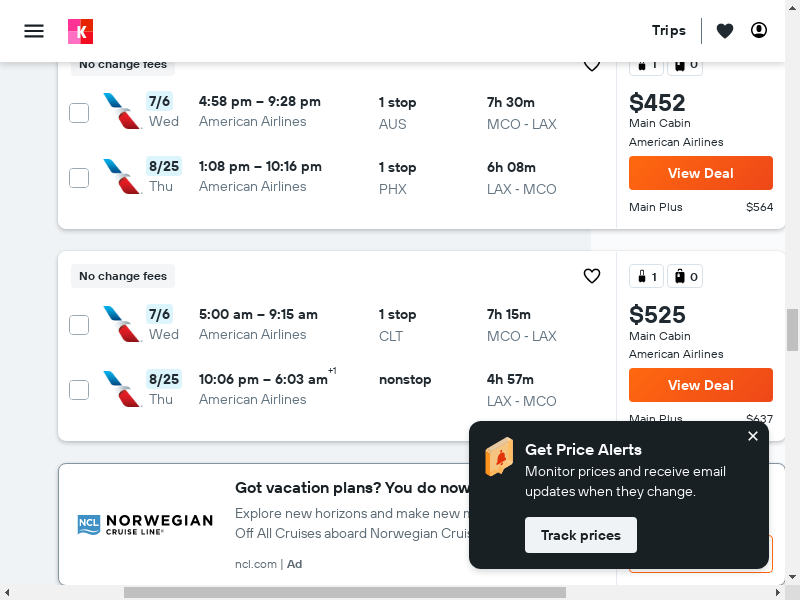 K
Trips
No change fees
1
0
7/6
4:58 pm – 9:28 pm
1 stop
7h 30m
Wed
American Airlines
AUS
MCO - LAX
8/25
1:08 pm – 10:16 pm
1 stop
6h 08m
Thu
American Airlines
PHX
LAX - MCO
$452
Main Cabin
American Airlines
View Deal
Main Plus
$564
No change fees
1
0
7/6
5:00 am – 9:15 am
1 stop
7h 15m
Wed
American Airlines
CLT
MCO - LAX
8/25
10:06 pm – 6:03 am+1
nonstop
4h 57m
Thu
American Airlines
LAX - MCO
$525
Main Cabin
American Airlines
View Deal
Main Plus
$637
NCL NORWEGIAN
CRUISE LINE®
Got vacation plans? You do now
Explore new horizons and make new
Off All Cruises aboard Norwegian
ncl.com | Ad
Get Price Alerts
Monitor prices and receive email
updates when they change.
Track prices